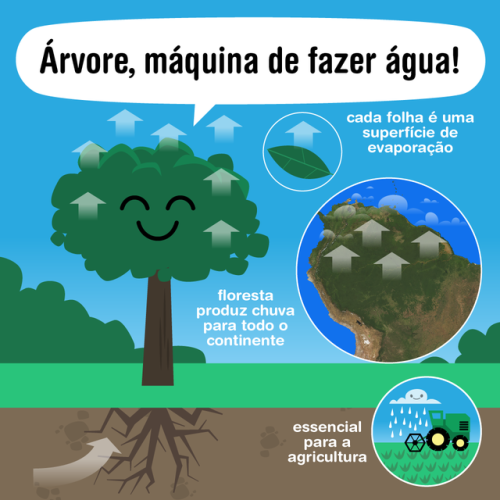 Árvore, máquina de fazer água!
cada folha é uma
superfície de
evaporação
floresta
produz chuva
para todo o
continente
essencial
para a
agricultura